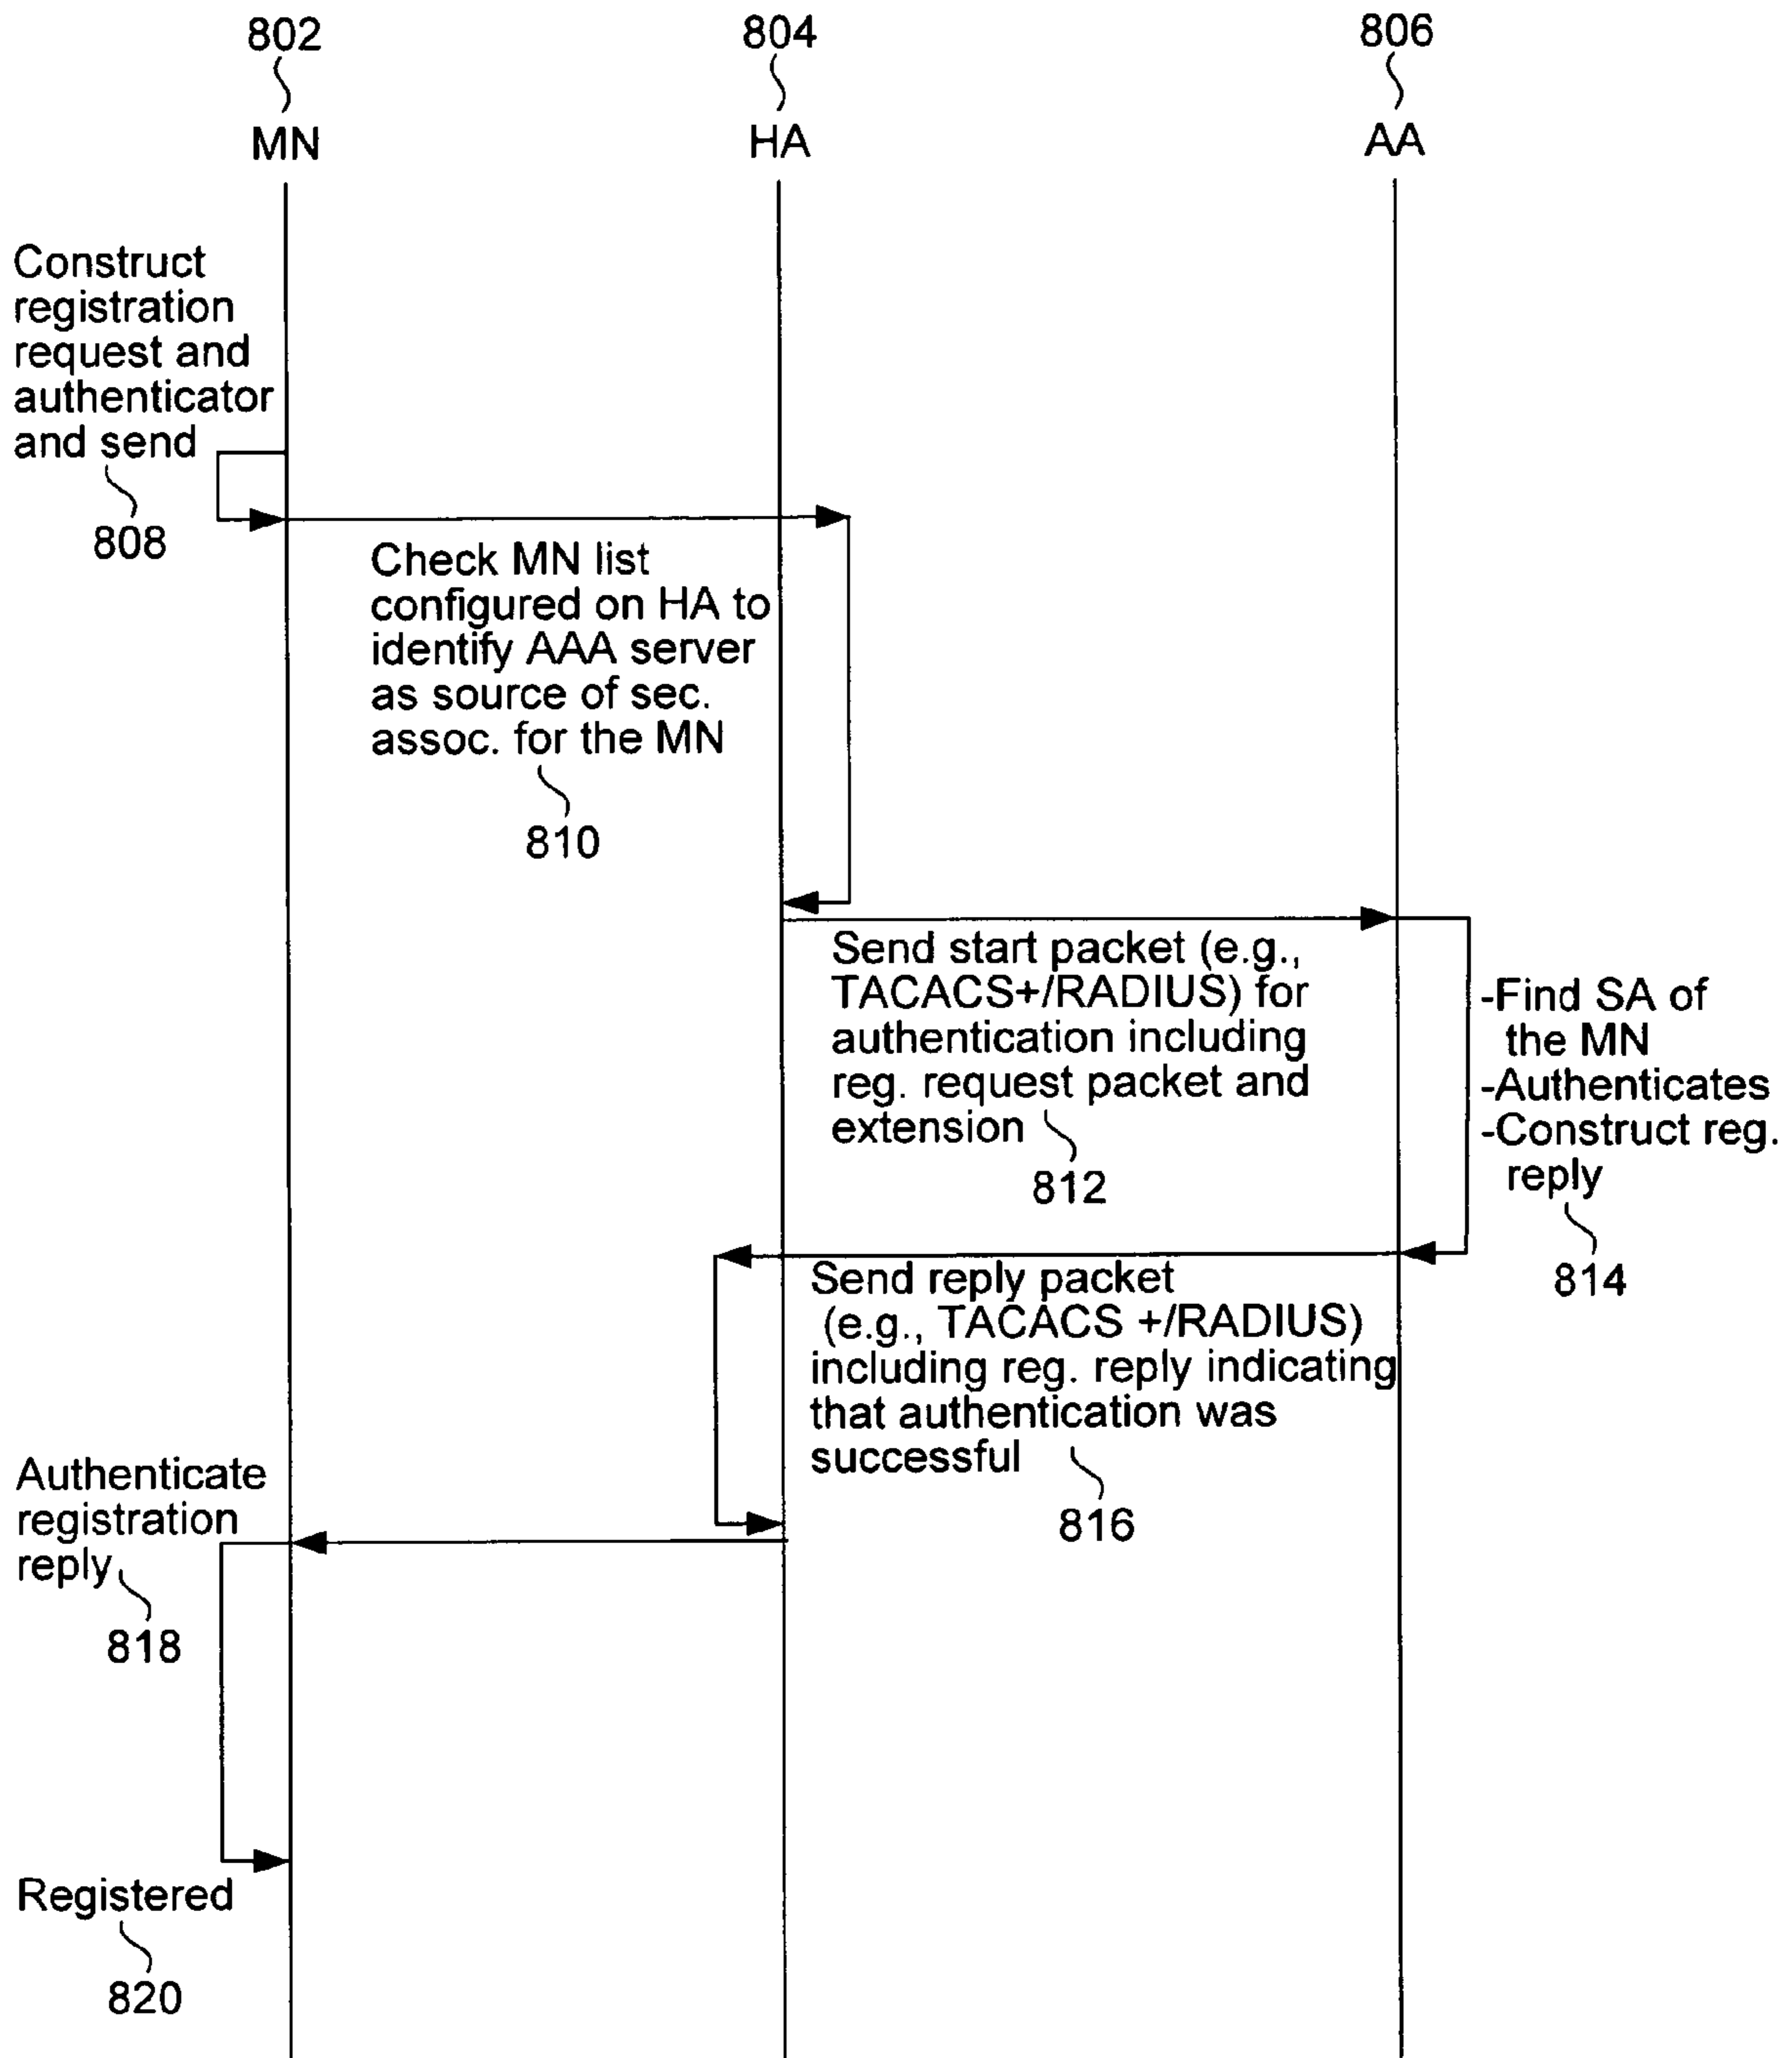 802
804
806
MN
HA
AA
Construct
registration
request and
authenticator
and send
808
Check MN list
configured on HA to
identify AAA server
as source of sec.
assoc. for the MN
810
Send start packet (e.g.,
TACACS+/RADIUS) for
authentication including
reg. request packet and
extension
812
-Find SA of
the MN
-Authenticates
-Construct reg.
reply
814
Send reply packet
(e.g., TACACS +/RADIUS)
including reg. reply indicating
that authentication was
successful
816
Authenticate
registration
reply
818
Registered
820